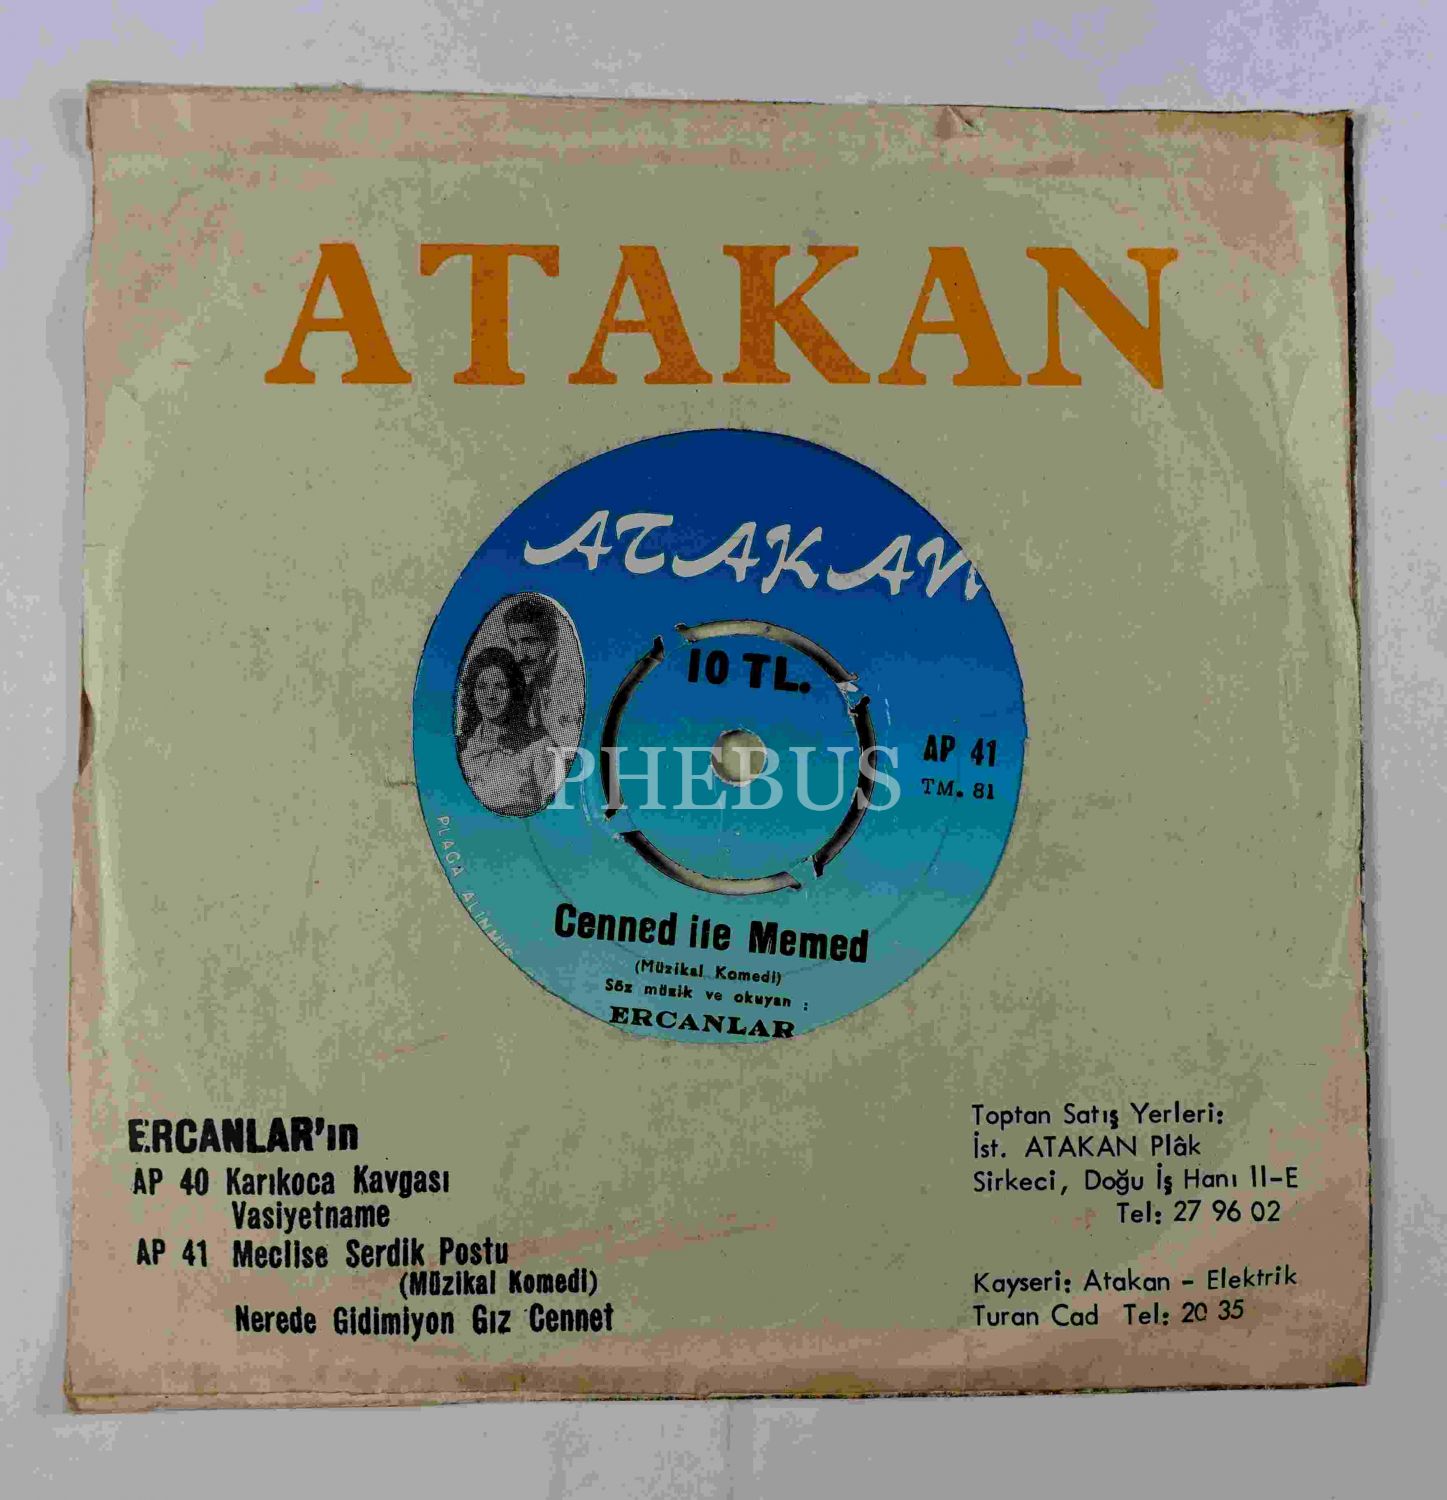 ATAKAN
ATAKAN
10 TL.
AP 41
TM. 81
PHEBUS
PLAĞA ALINMIŞ
Cenned ile Memed
(Müzikal Komedi)
Söz müzik ve okuyan :
ERCANLAR
ERCANLAR'ın
AP 40 Karıkoca Kavgası
Vasiyetname
AP 41 Meclise Serdik Postu
(Müzikal Komedi)
Nerede Gidimiyon Gız Cennet
Toptan Satış Yerleri:
İst. ATAKAN Plâk
Sirkeci, Doğu İş Hanı II-E
Tel: 27 96 02
Kayseri: Atakan - Elektrik
Turan Cad Tel: 20 35